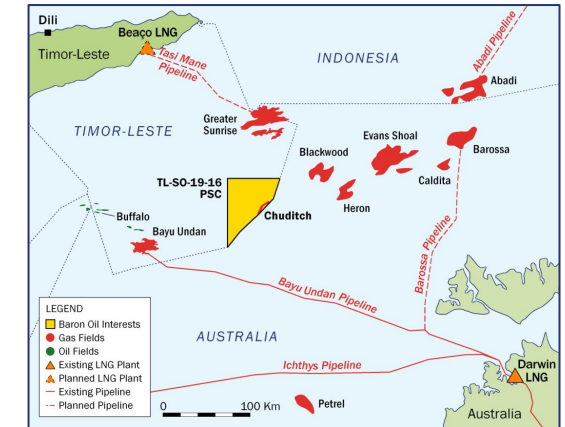 Dili
Beaço LNG
Timor-Leste
Tasi Mane
Pipeline
INDONESIA
Abadi Pipeline
Abadi
Greater
Sunrise
TIMOR-LESTE
Blackwood
Evans Shoal
Barossa
TL-SO-19-16
PSC
Caldita
Heron
Chuditch
Buffalo
Bayu Undan
Barossa Pipeline
Bayu Undan Pipeline
AUSTRALIA
Ichthys Pipeline
Darwin
LNG
Petrel
Australia
LEGEND
Baron Oil Interests
Gas Fields
Oil Fields
Existing LNG Plant
Planned LNG Plant
Existing Pipeline
Planned Pipeline
0 100 Km